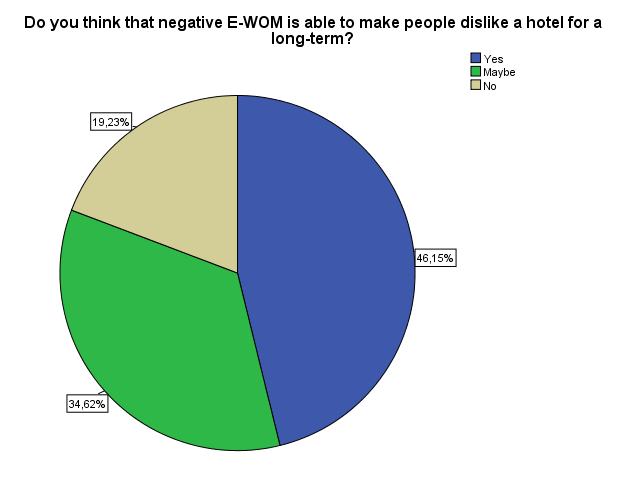 Do you think that negative E-WOM is able to make people dislike a hotel for a
long-term?
Yes
Maybe
No
19,23%
46,15%
34,62%